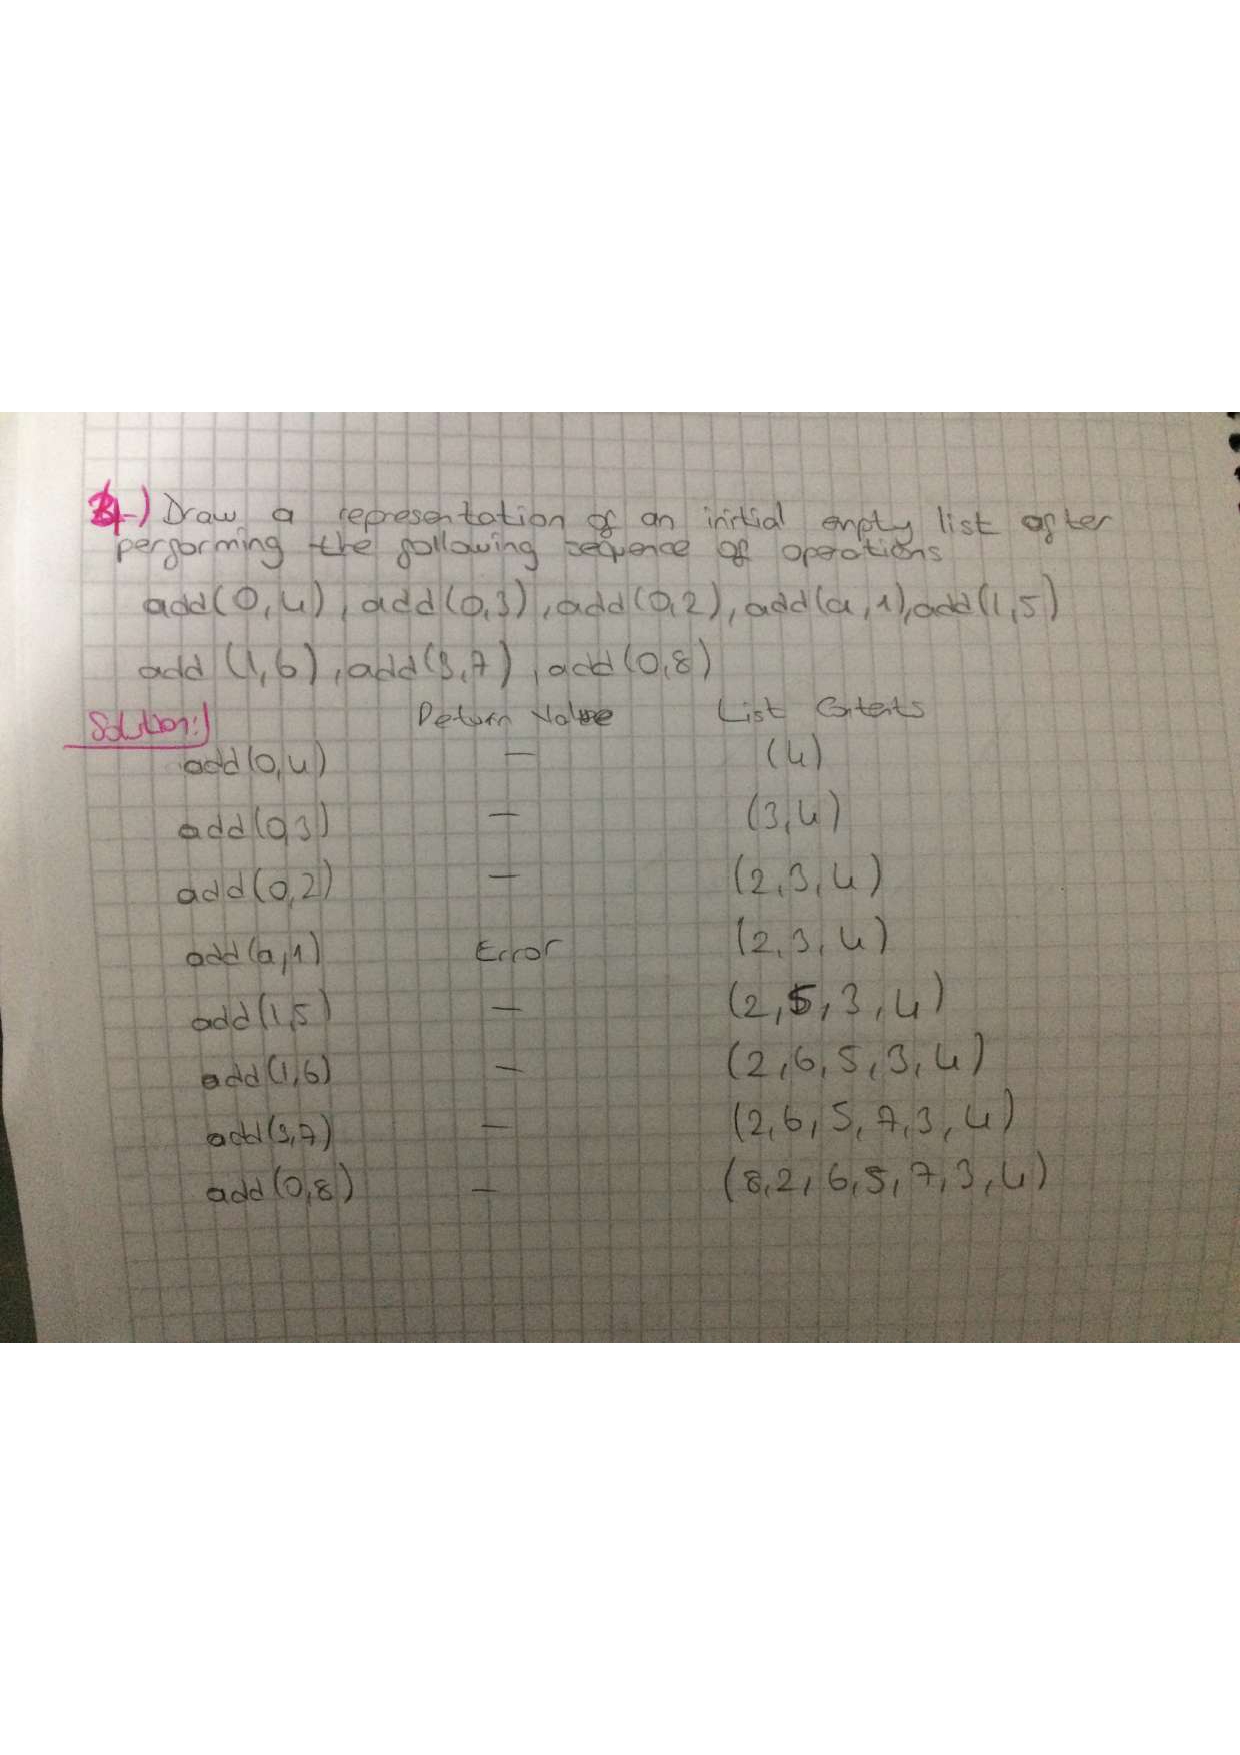 4-) Draw a representation of an initial empty list after
performing the following sequence of operations
add(0,4), add(0,3), add(0,2), add(a,1), add(1,5)
add (1,6), add(3,7), add(0,8)
Solution:) Return Value List Contents
add(0,4) — (4)
add(0,3) — (3,4)
add(0,2) — (2,3,4)
add(a,1) Error (2,3,4)
add(1,5) — (2,5,3,4)
add(1,6) — (2,6,5,3,4)
add(3,7) — (2,6,5,7,3,4)
add(0,8) — (8,2,6,5,7,3,4)